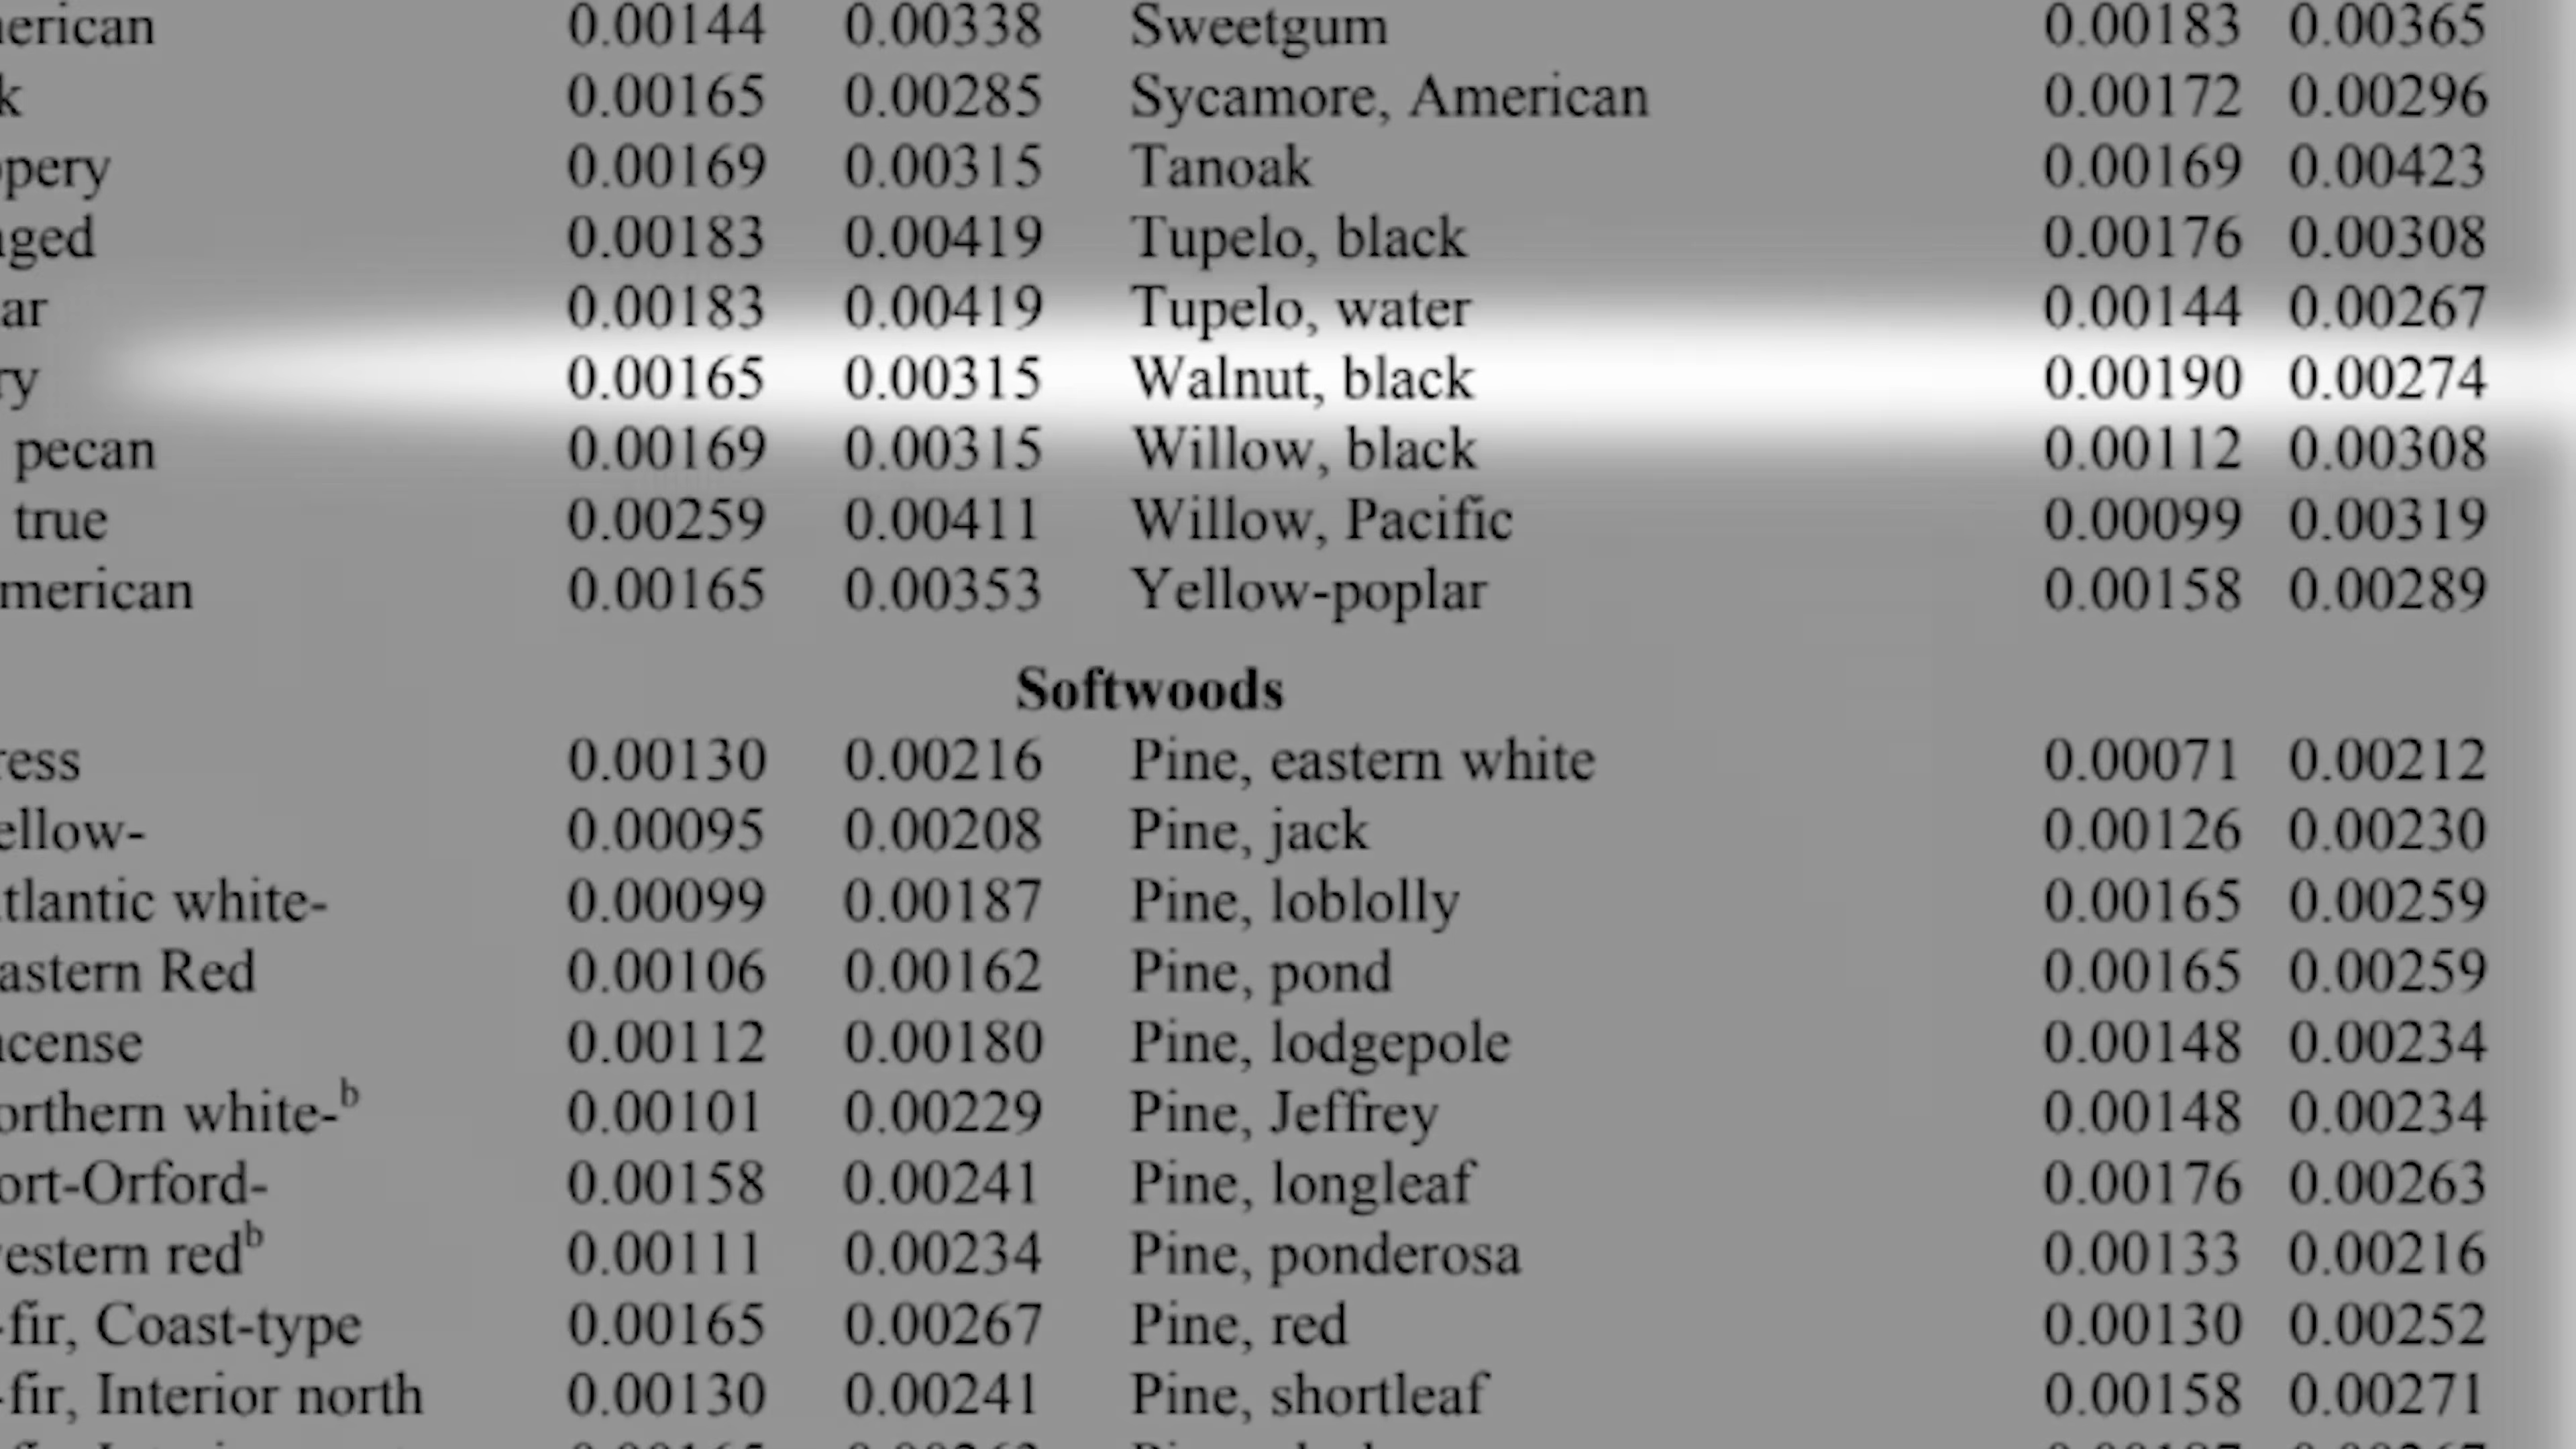 erican 0.00144 0.00338 Sweetgum 0.00183 0.00365
k 0.00165 0.00285 Sycamore, American 0.00172 0.00296
pery 0.00169 0.00315 Tanoak 0.00169 0.00423
ged 0.00183 0.00419 Tupelo, black 0.00176 0.00308
ar 0.00183 0.00419 Tupelo, water 0.00144 0.00267
ry 0.00165 0.00315 Walnut, black 0.00190 0.00274
pecan 0.00169 0.00315 Willow, black 0.00112 0.00308
true 0.00259 0.00411 Willow, Pacific 0.00099 0.00319
merican 0.00165 0.00353 Yellow-poplar 0.00158 0.00289
Softwoods
ress 0.00130 0.00216 Pine, eastern white 0.00071 0.00212
ellow- 0.00095 0.00208 Pine, jack 0.00126 0.00230
tlantic white- 0.00099 0.00187 Pine, loblolly 0.00165 0.00259
astern Red 0.00106 0.00162 Pine, pond 0.00165 0.00259
cense 0.00112 0.00180 Pine, lodgepole 0.00148 0.00234
orthern white-b 0.00101 0.00229 Pine, Jeffrey 0.00148 0.00234
ort-Orford- 0.00158 0.00241 Pine, longleaf 0.00176 0.00263
estern redb 0.00111 0.00234 Pine, ponderosa 0.00133 0.00216
-fir, Coast-type 0.00165 0.00267 Pine, red 0.00130 0.00252
-fir, Interior north 0.00130 0.00241 Pine, shortleaf 0.00158 0.00271